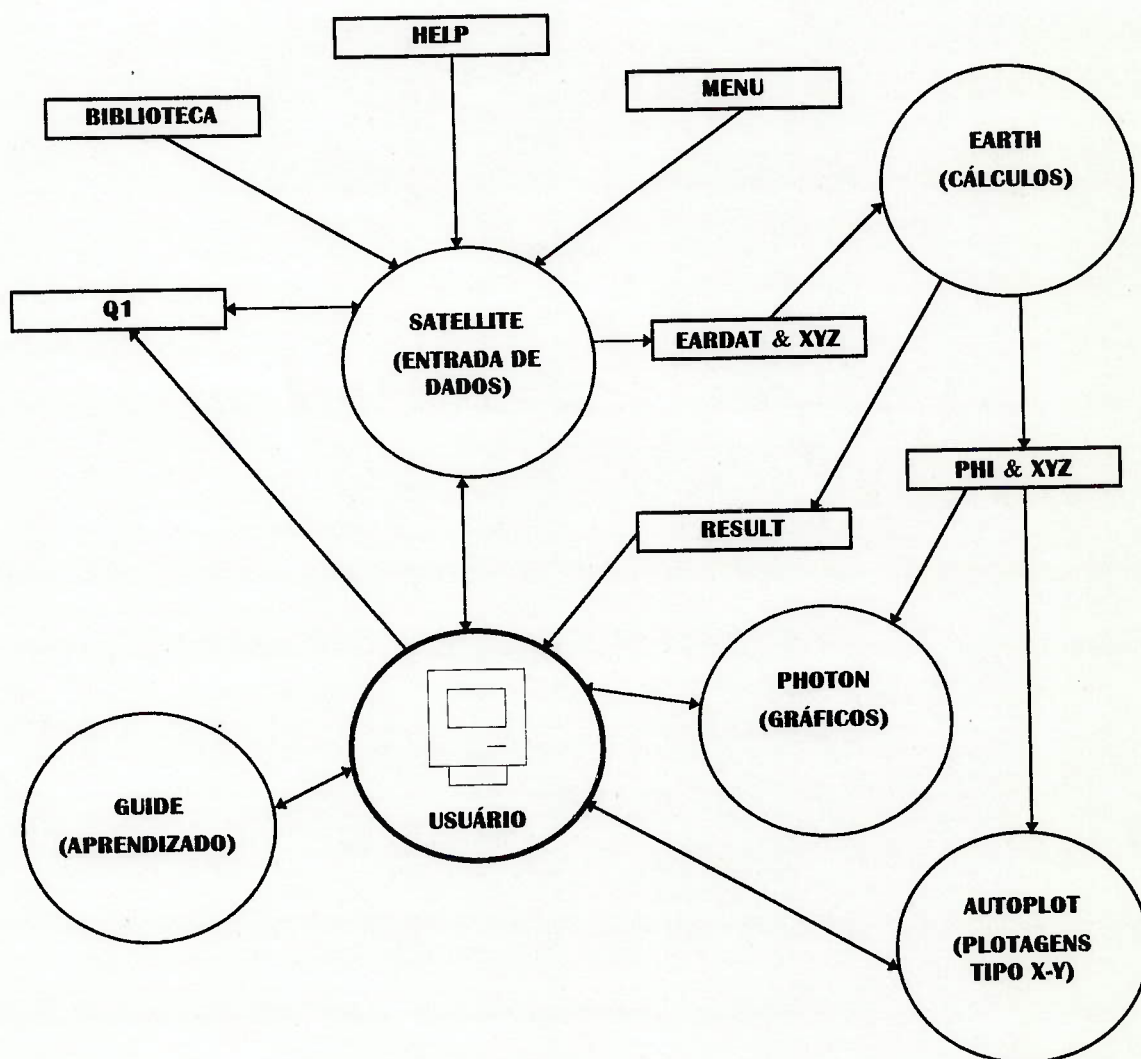 HELP
MENU
BIBLIOTECA
EARTH
(CÁLCULOS)
Q1
SATELLITE
(ENTRADA DE
DADOS)
EARDAT & XYZ
PHI & XYZ
RESULT
PHOTON
(GRÁFICOS)
GUIDE
(APRENDIZADO)
USUÁRIO
AUTOPLOT
(PLOTAGENS
TIPO X-Y)